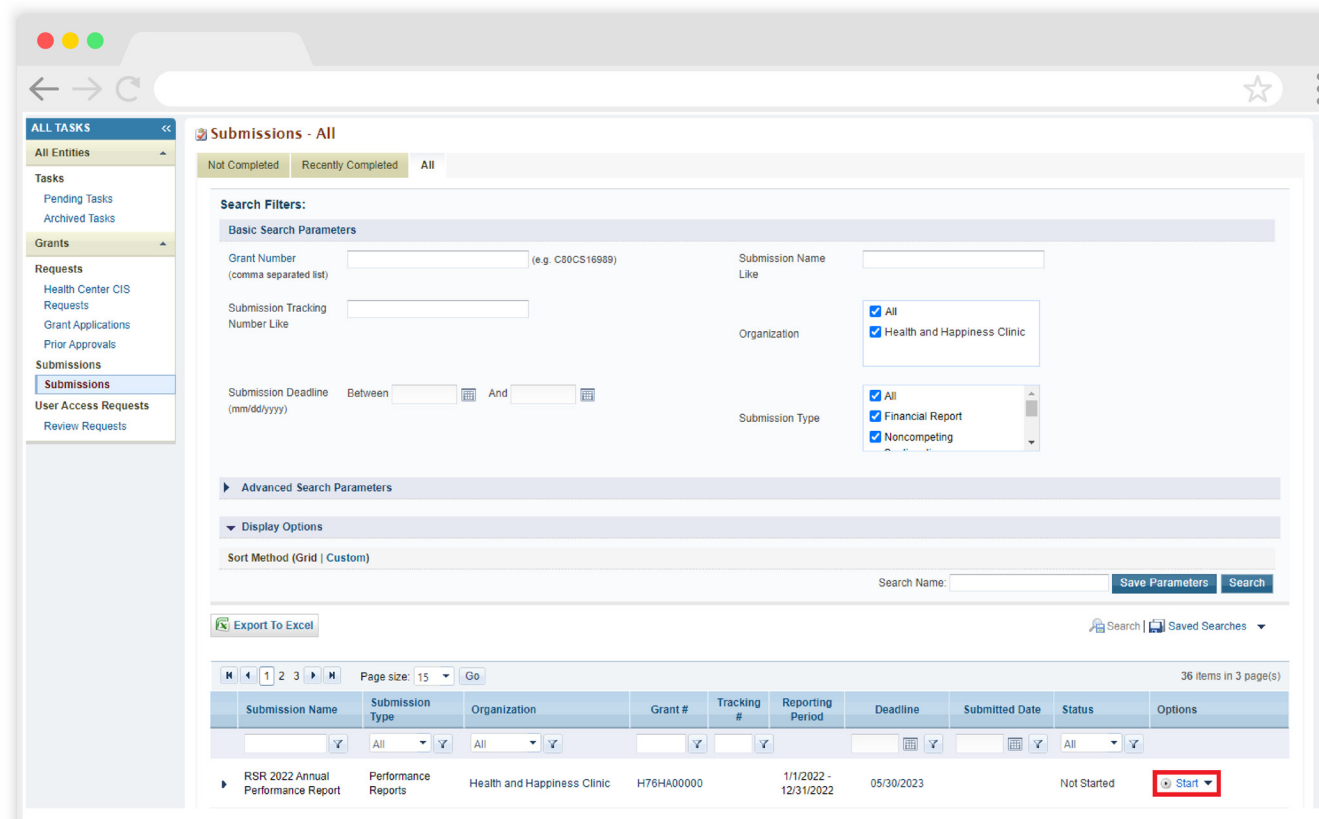 ALL TASKS
Submissions - All
All Entities
Not Completed Recently Completed All
Tasks
Pending Tasks
Archived Tasks
Grants
Requests
Health Center CIS
Requests
Grant Applications
Prior Approvals
Submissions
Submissions
User Access Requests
Review Requests
Search Filters:
Basic Search Parameters
Grant Number
(comma separated list)
(e.g. C80CS16989)
Submission Name
Like
Submission Tracking
Number Like
Organization
All
Health and Happiness Clinic
Submission Deadline
(mm/dd/yyyy)
Between And
Submission Type
All
Financial Report
Noncompeting
Advanced Search Parameters
Display Options
Sort Method (Grid | Custom)
Search Name: Save Parameters Search
Export To Excel
Search | Saved Searches
1 2 3 Page size: 15 Go 36 items in 3 page(s)
Submission Name Submission
Type Organization Grant # Tracking
# Reporting
Period Deadline Submitted Date Status Options
All All All
RSR 2022 Annual
Performance Report Performance
Reports Health and Happiness Clinic H76HA00000 1/1/2022 -
12/31/2022 05/30/2023 Not Started Start